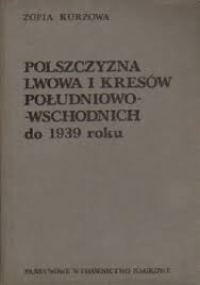 ZOFIA KURZOWA
POLSZCZYZNA
LWOWA I KRESÓW
POŁUDNIOWO-
-WSCHODNICH
do 1939 roku
PAŃSTWOWE WYDAWNICTWO NAUKOWE